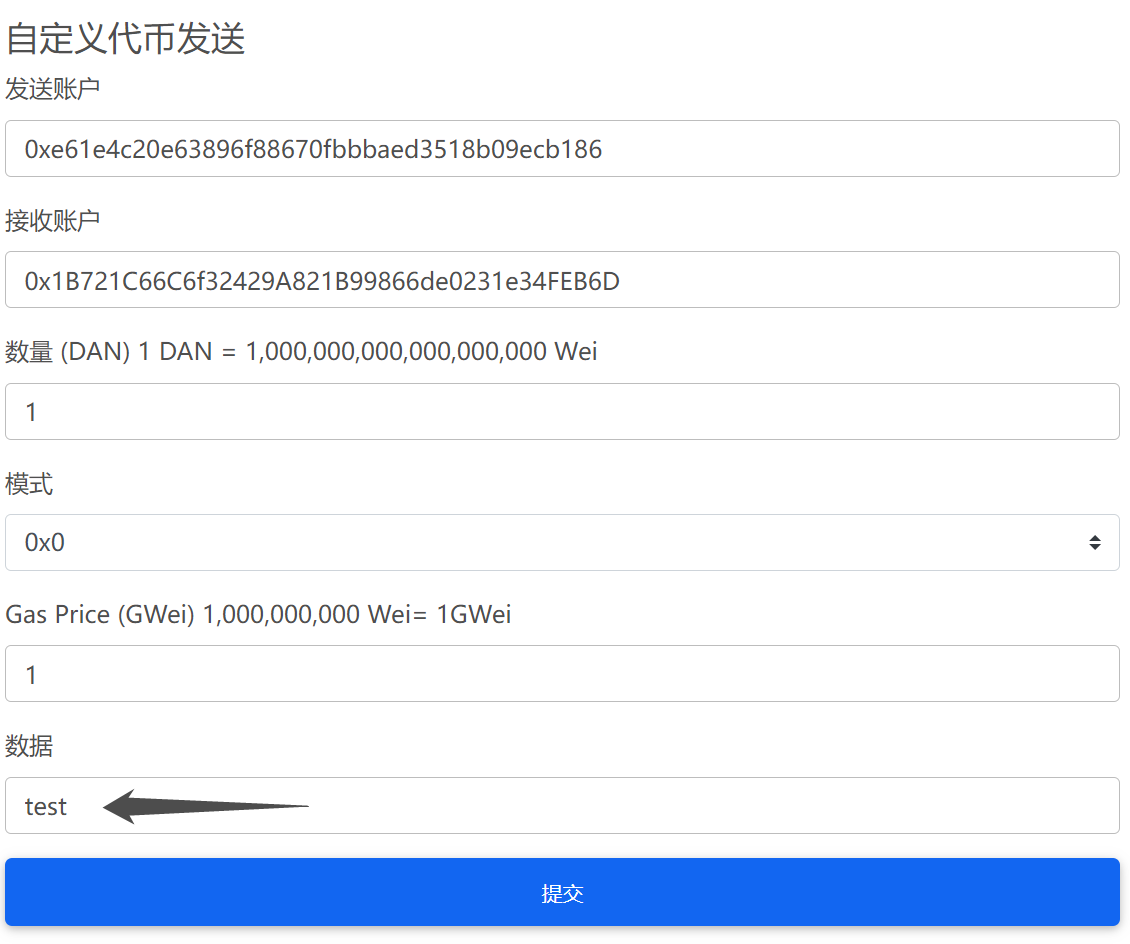 自定义代币发送
发送账户
0xe61e4c20e63896f88670fbbbaed3518b09ecb186
接收账户
0x1B721C66C6f32429A821B99866de0231e34FEB6D
数量 (DAN) 1 DAN = 1,000,000,000,000,000,000 Wei
1
模式
0x0
Gas Price (GWei) 1,000,000,000 Wei= 1GWei
1
数据
test
提交